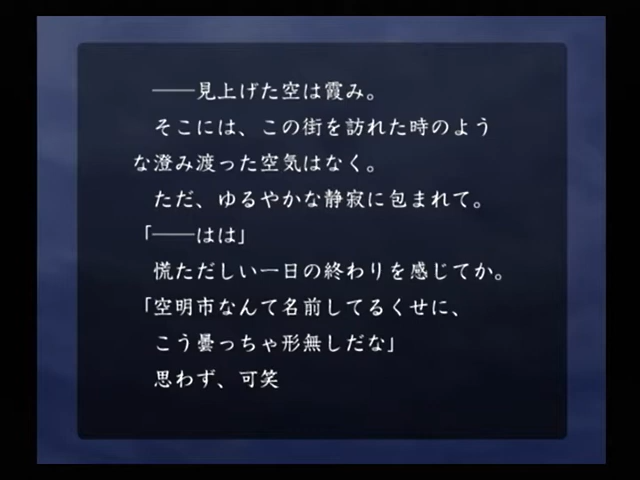 ――見上げた空は霞み。
そこには、この街を訪れた時のよう
な澄み渡った空気はなく。
ただ、ゆるやかな静寂に包まれて。
「――はは」
慌ただしい一日の終わりを感じてか。
「空明市なんて名前してるくせに、
こう曇っちゃ形無しだな」
思わず、可笑